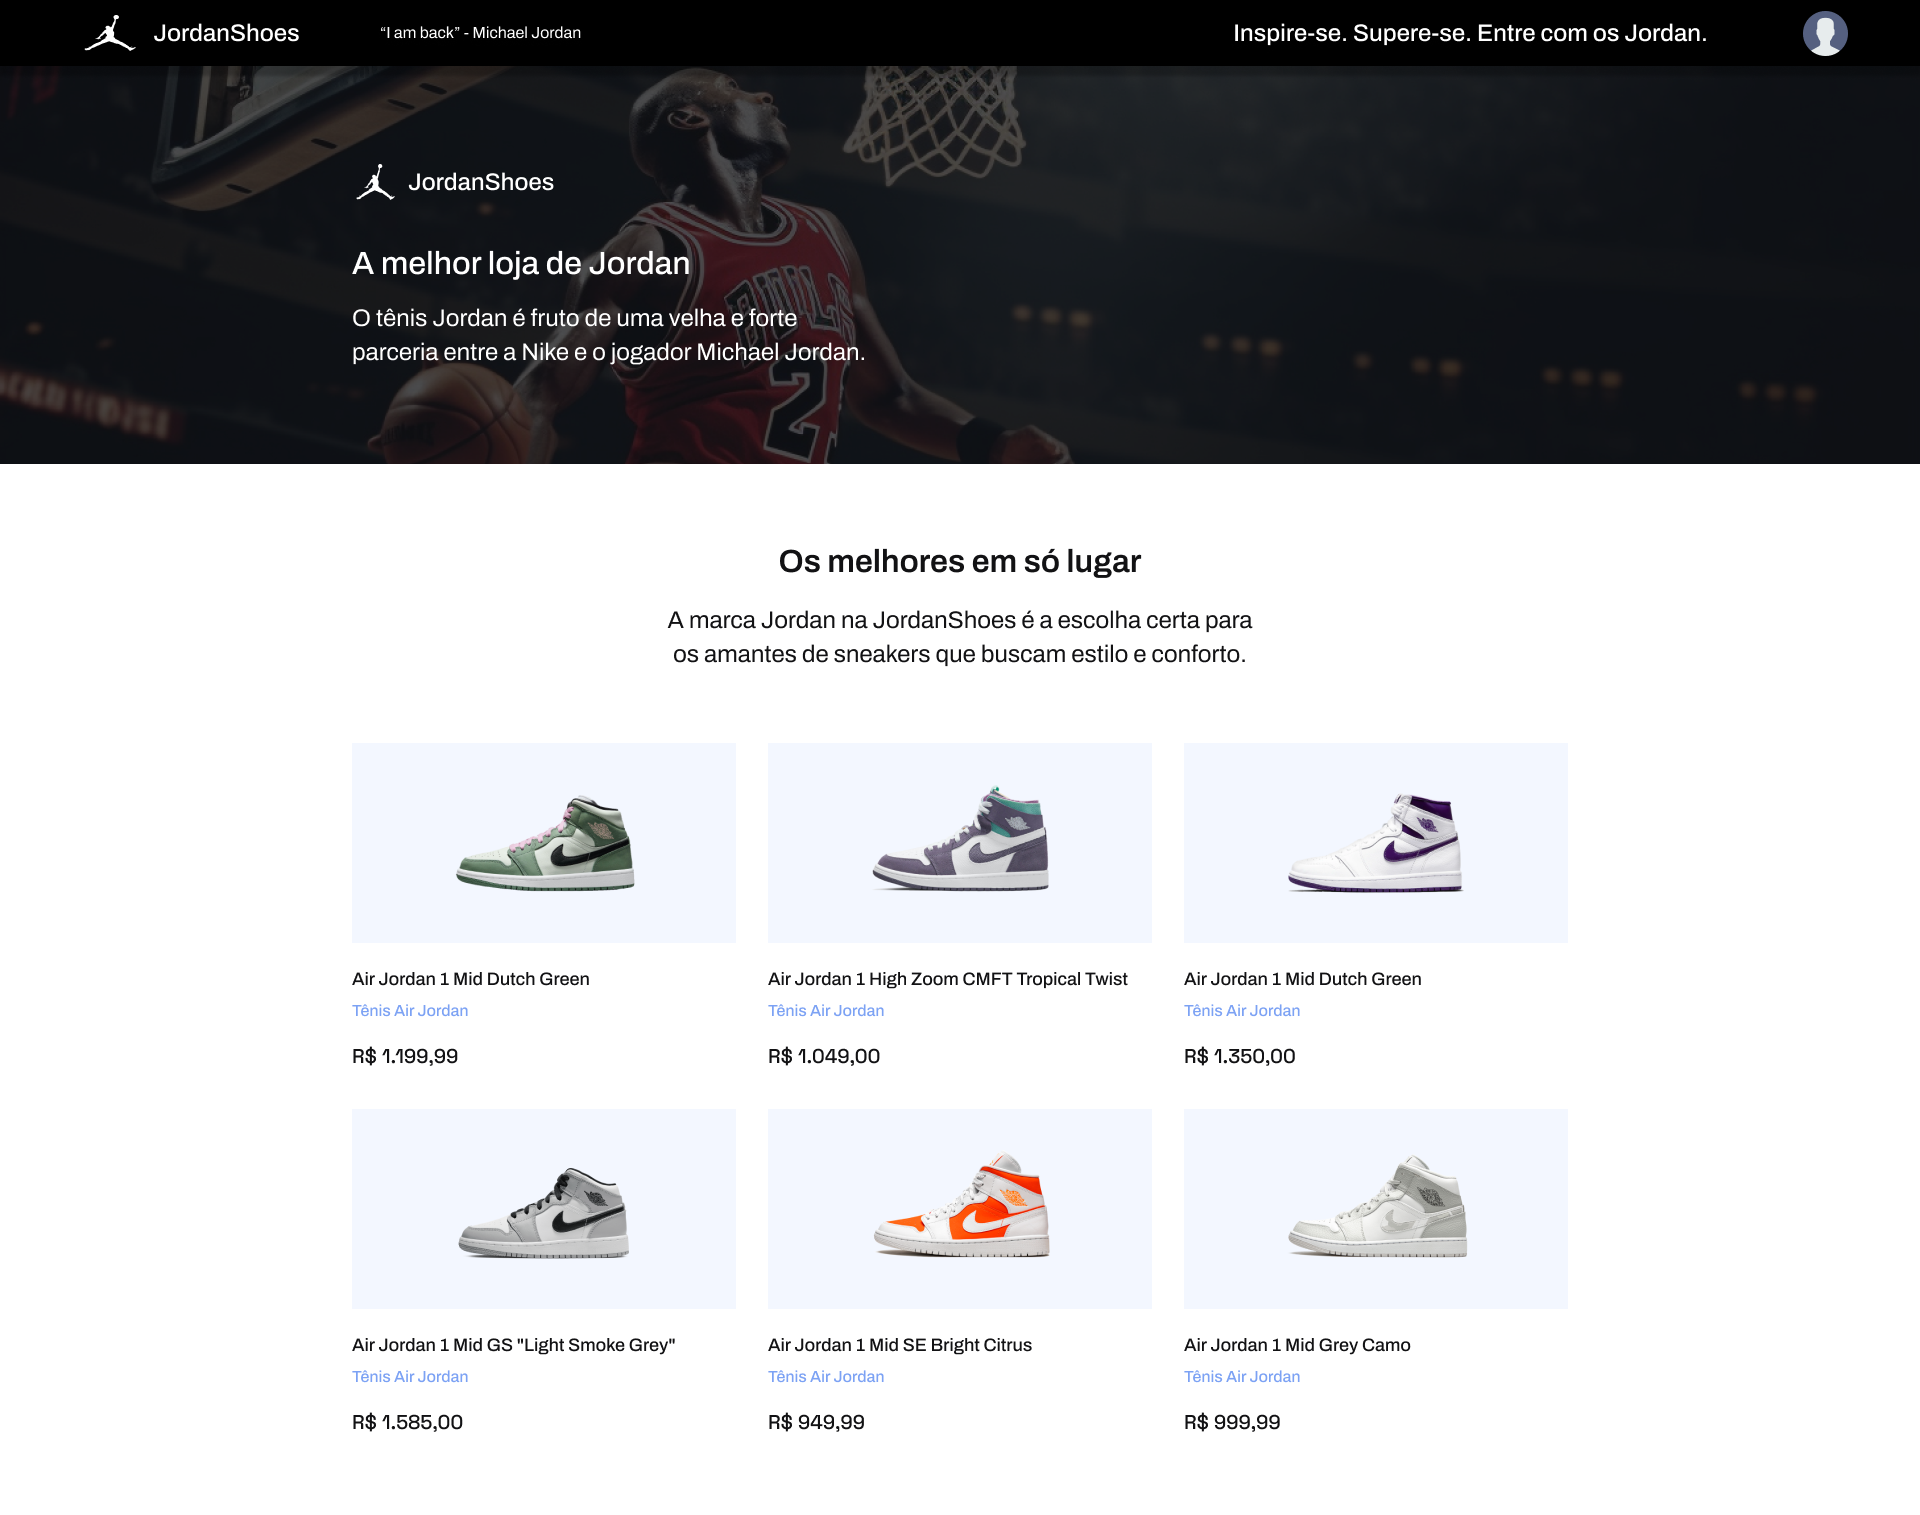 JordanShoes
“I am back” - Michael Jordan
Inspire-se. Supere-se. Entre com os Jordan.
JordanShoes
A melhor loja de Jordan
O tênis Jordan é fruto de uma velha e forte
parceria entre a Nike e o jogador Michael Jordan.
BULLS
2
Os melhores em só lugar
A marca Jordan na JordanShoes é a escolha certa para
os amantes de sneakers que buscam estilo e conforto.
Air Jordan 1 Mid Dutch Green
Tênis Air Jordan
R$ 1.199,99
Air Jordan 1 High Zoom CMFT Tropical Twist
Tênis Air Jordan
R$ 1.049,00
Air Jordan 1 Mid Dutch Green
Tênis Air Jordan
R$ 1.350,00
Air Jordan 1 Mid GS "Light Smoke Grey"
Tênis Air Jordan
R$ 1.585,00
Air Jordan 1 Mid SE Bright Citrus
Tênis Air Jordan
R$ 949,99
Air Jordan 1 Mid Grey Camo
Tênis Air Jordan
R$ 999,99